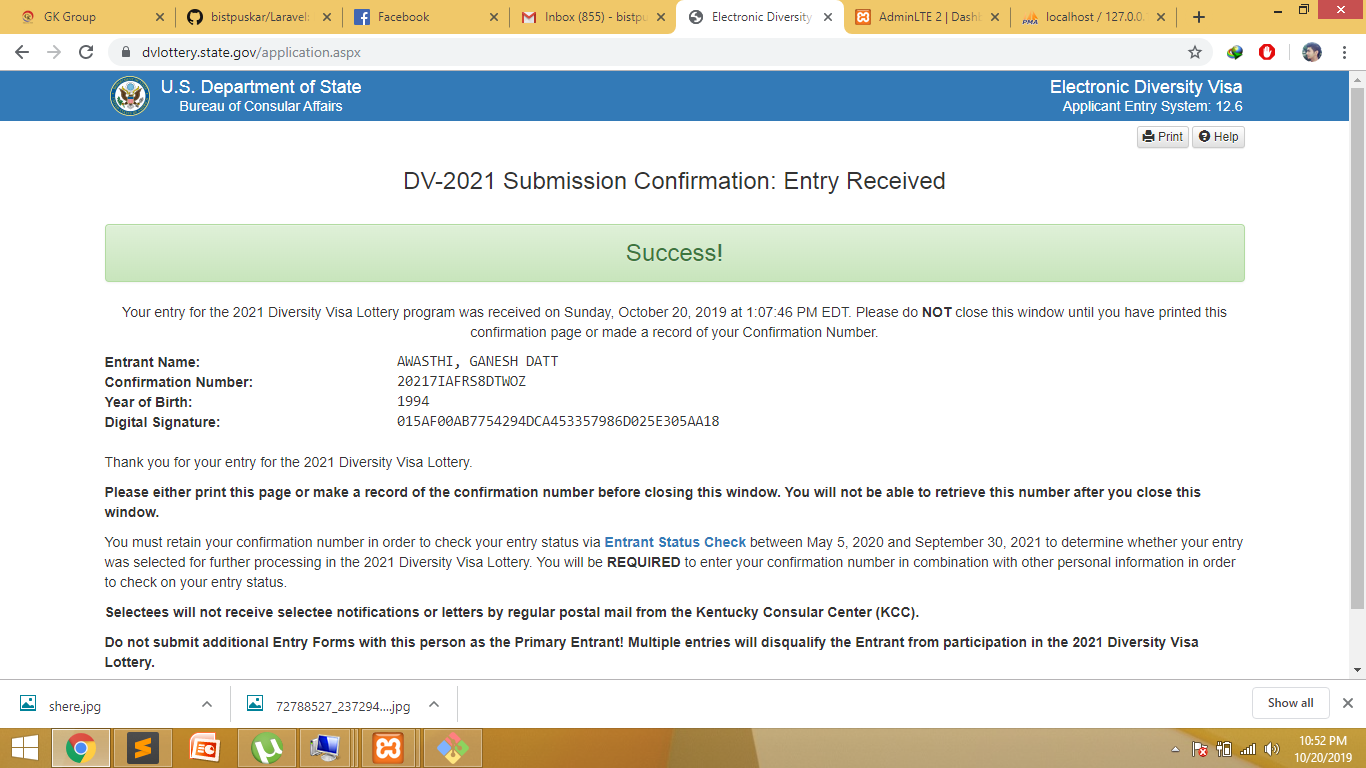 GK Group
bistpuskar/Laravel:
Facebook
Inbox (855) - bistpu
Electronic Diversity
AdminLTE 2 | Dash
localhost / 127.0.0.
dvlottery.state.gov/application.aspx
U.S. Department of State
Bureau of Consular Affairs
Electronic Diversity Visa
Applicant Entry System: 12.6
Print
Help
DV-2021 Submission Confirmation: Entry Received
Success!
Your entry for the 2021 Diversity Visa Lottery program was received on Sunday, October 20, 2019 at 1:07:46 PM EDT. Please do NOT close this window until you have printed this
confirmation page or made a record of your Confirmation Number.
Entrant Name: AWASTHI, GANESH DATT
Confirmation Number: 20217IAFRS8DTWOZ
Year of Birth: 1994
Digital Signature: 015AF00AB7754294DCA453357986D025E305AA18
Thank you for your entry for the 2021 Diversity Visa Lottery.
Please either print this page or make a record of the confirmation number before closing this window. You will not be able to retrieve this number after you close this
window.
You must retain your confirmation number in order to check your entry status via Entrant Status Check between May 5, 2020 and September 30, 2021 to determine whether your entry
was selected for further processing in the 2021 Diversity Visa Lottery. You will be REQUIRED to enter your confirmation number in combination with other personal information in order
to check on your entry status.
Selectees will not receive selectee notifications or letters by regular postal mail from the Kentucky Consular Center (KCC).
Do not submit additional Entry Forms with this person as the Primary Entrant! Multiple entries will disqualify the Entrant from participation in the 2021 Diversity Visa
Lottery.
shere.jpg
72788527_237294....jpg
Show all
10:52 PM
10/20/2019